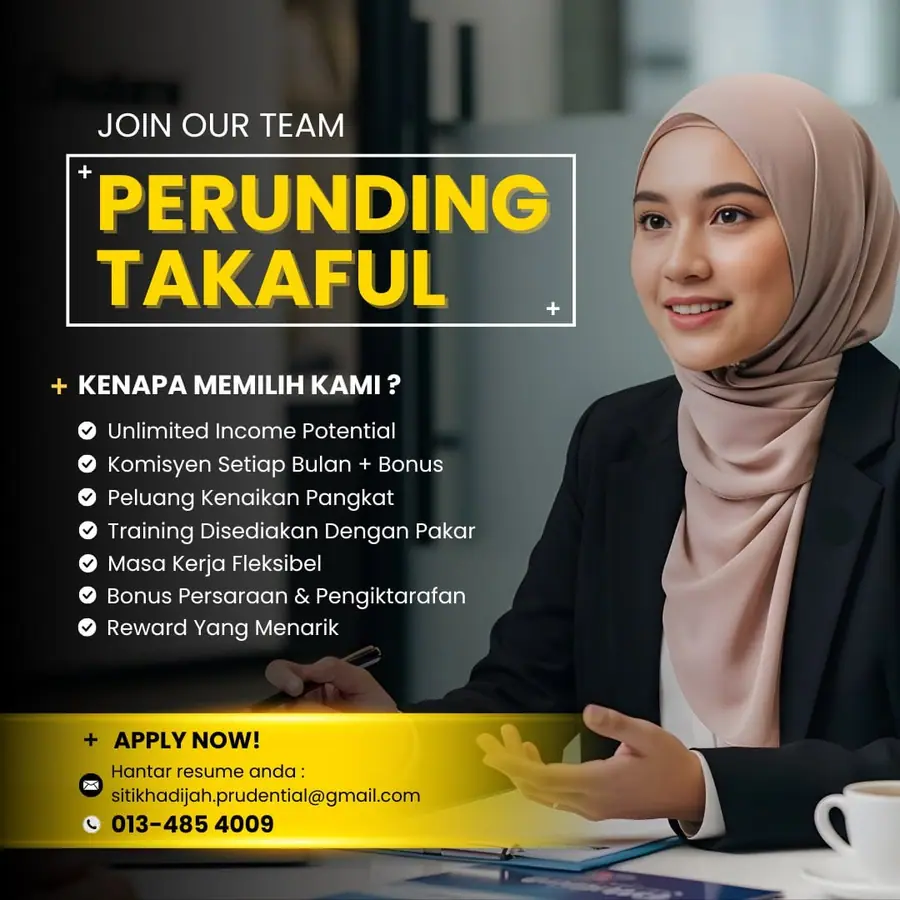 JOIN OUR TEAM
PERUNDING
TAKAFUL
KENAPA MEMILIH KAMI ?
Unlimited Income Potential
Komisyen Setiap Bulan + Bonus
Peluang Kenaikan Pangkat
Training Disediakan Dengan Pakar
Masa Kerja Fleksibel
Bonus Persaraan & Pengiktarafan
Reward Yang Menarik
APPLY NOW!
Hantar resume anda :
sitikhadijah.prudential@gmail.com
013-485 4009